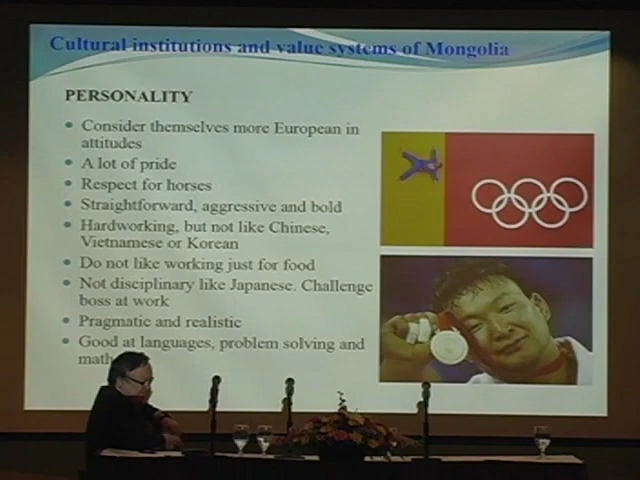 Cultural institutions and value systems of Mongolia
PERSONALITY
Consider themselves more European in
attitudes
A lot of pride
Respect for horses
Straightforward, aggressive and bold
Hardworking, but not like Chinese,
Vietnamese or Korean
Do not like working just for food
Not disciplinary like Japanese. Challenge
boss at work
Pragmatic and realistic
Good at languages, problem solving and
math